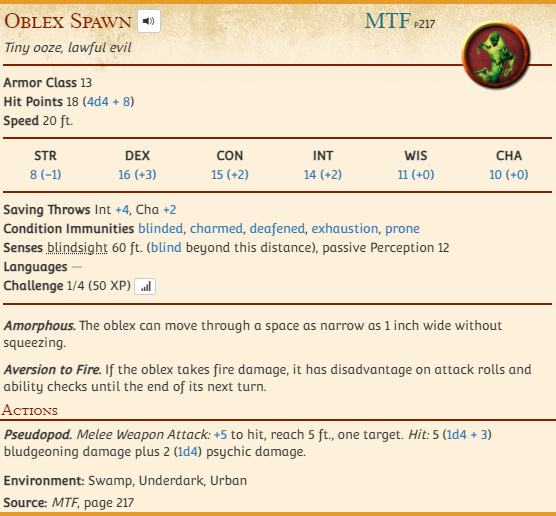 Oblex Spawn MTF p217
Tiny ooze, lawful evil
Armor Class 13
Hit Points 18 (4d4 + 8)
Speed 20 ft.
STR DEX CON INT WIS CHA
8 (−1) 16 (+3) 15 (+2) 14 (+2) 11 (+0) 10 (+0)
Saving Throws Int +4, Cha +2
Condition Immunities blinded, charmed, deafened, exhaustion, prone
Senses blindsight 60 ft. (blind beyond this distance), passive Perception 12
Languages —
Challenge 1/4 (50 XP)
Amorphous. The oblex can move through a space as narrow as 1 inch wide without
squeezing.
Aversion to Fire. If the oblex takes fire damage, it has disadvantage on attack rolls and
ability checks until the end of its next turn.
Actions
Pseudopod. Melee Weapon Attack: +5 to hit, reach 5 ft., one target. Hit: 5 (1d4 + 3)
bludgeoning damage plus 2 (1d4) psychic damage.
Environment: Swamp, Underdark, Urban
Source: MTF, page 217